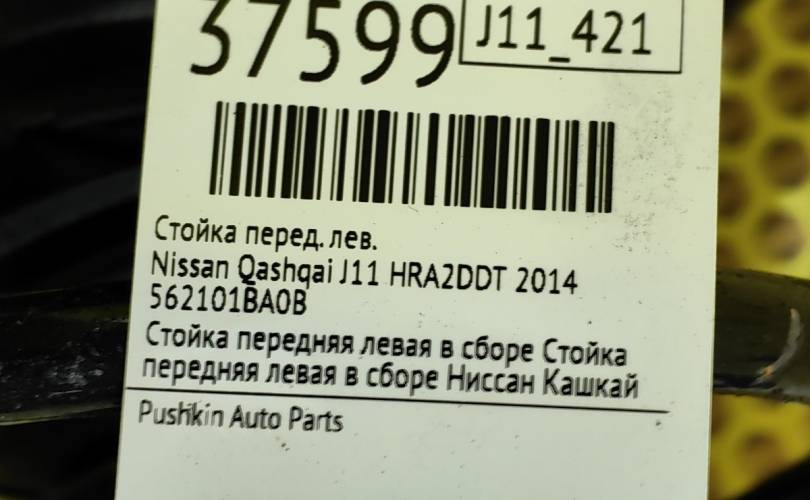 37599
J11_421
Стойка перед. лев.
Nissan Qashqai J11 HRA2DDT 2014
562101BA0B
Стойка передняя левая в сборе Стойка
передняя левая в сборе Ниссан Кашкай
Pushkin Auto Parts